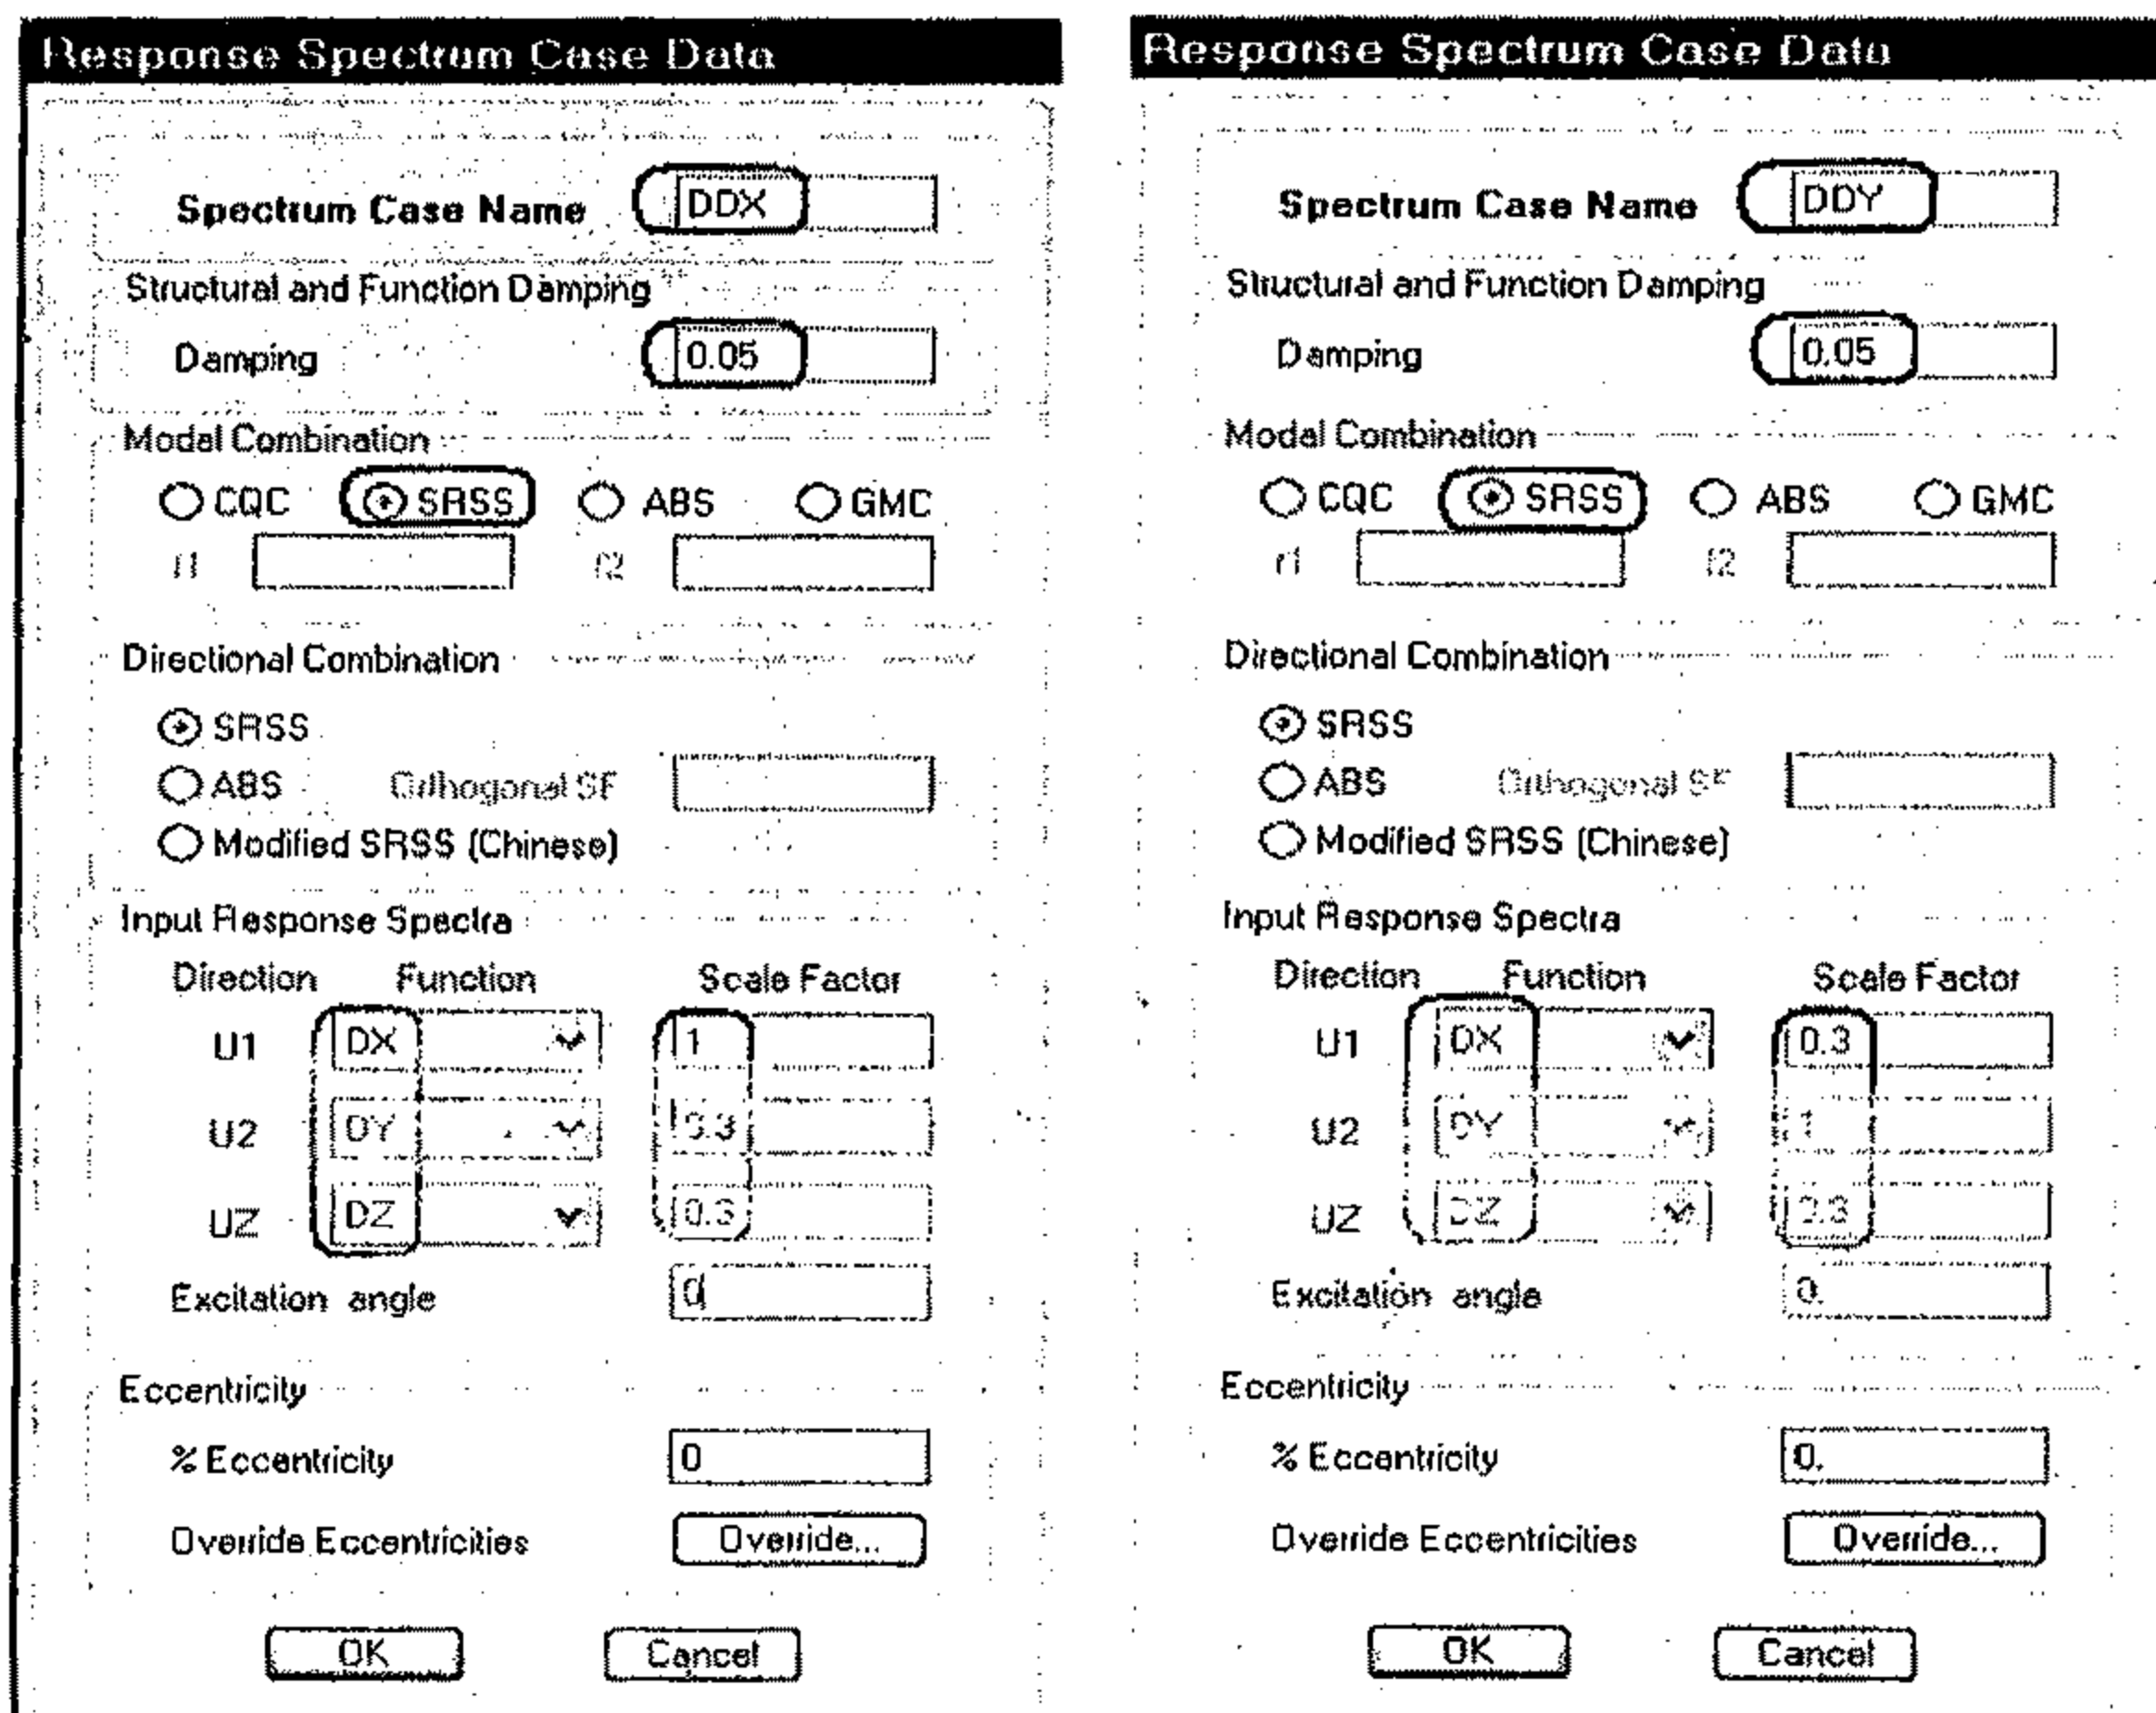 Response Spectrum Case Data
Spectrum Case Name DDX
Structural and Function Damping
Damping 0.05
Modal Combination
CQC SRSS ABS GMC
f1 f2
Directional Combination
SRSS
ABS Orthogonal SF
Modified SRSS (Chinese)
Input Response Spectra
Direction Function Scale Factor
U1 DX 1
U2 DY 0.3
UZ DZ 0.3
Excitation angle 0
Eccentricity
% Eccentricity 0
Override Eccentricities Override...
OK Cancel
Response Spectrum Case Data
Spectrum Case Name DDY
Structural and Function Damping
Damping 0.05
Modal Combination
CQC SRSS ABS GMC
f1 f2
Directional Combination
SRSS
ABS Orthogonal SF
Modified SRSS (Chinese)
Input Response Spectra
Direction Function Scale Factor
U1 DX 0.3
U2 DY 1
UZ DZ 0.3
Excitation angle 0.
Eccentricity
% Eccentricity 0.
Override Eccentricities Override...
OK Cancel